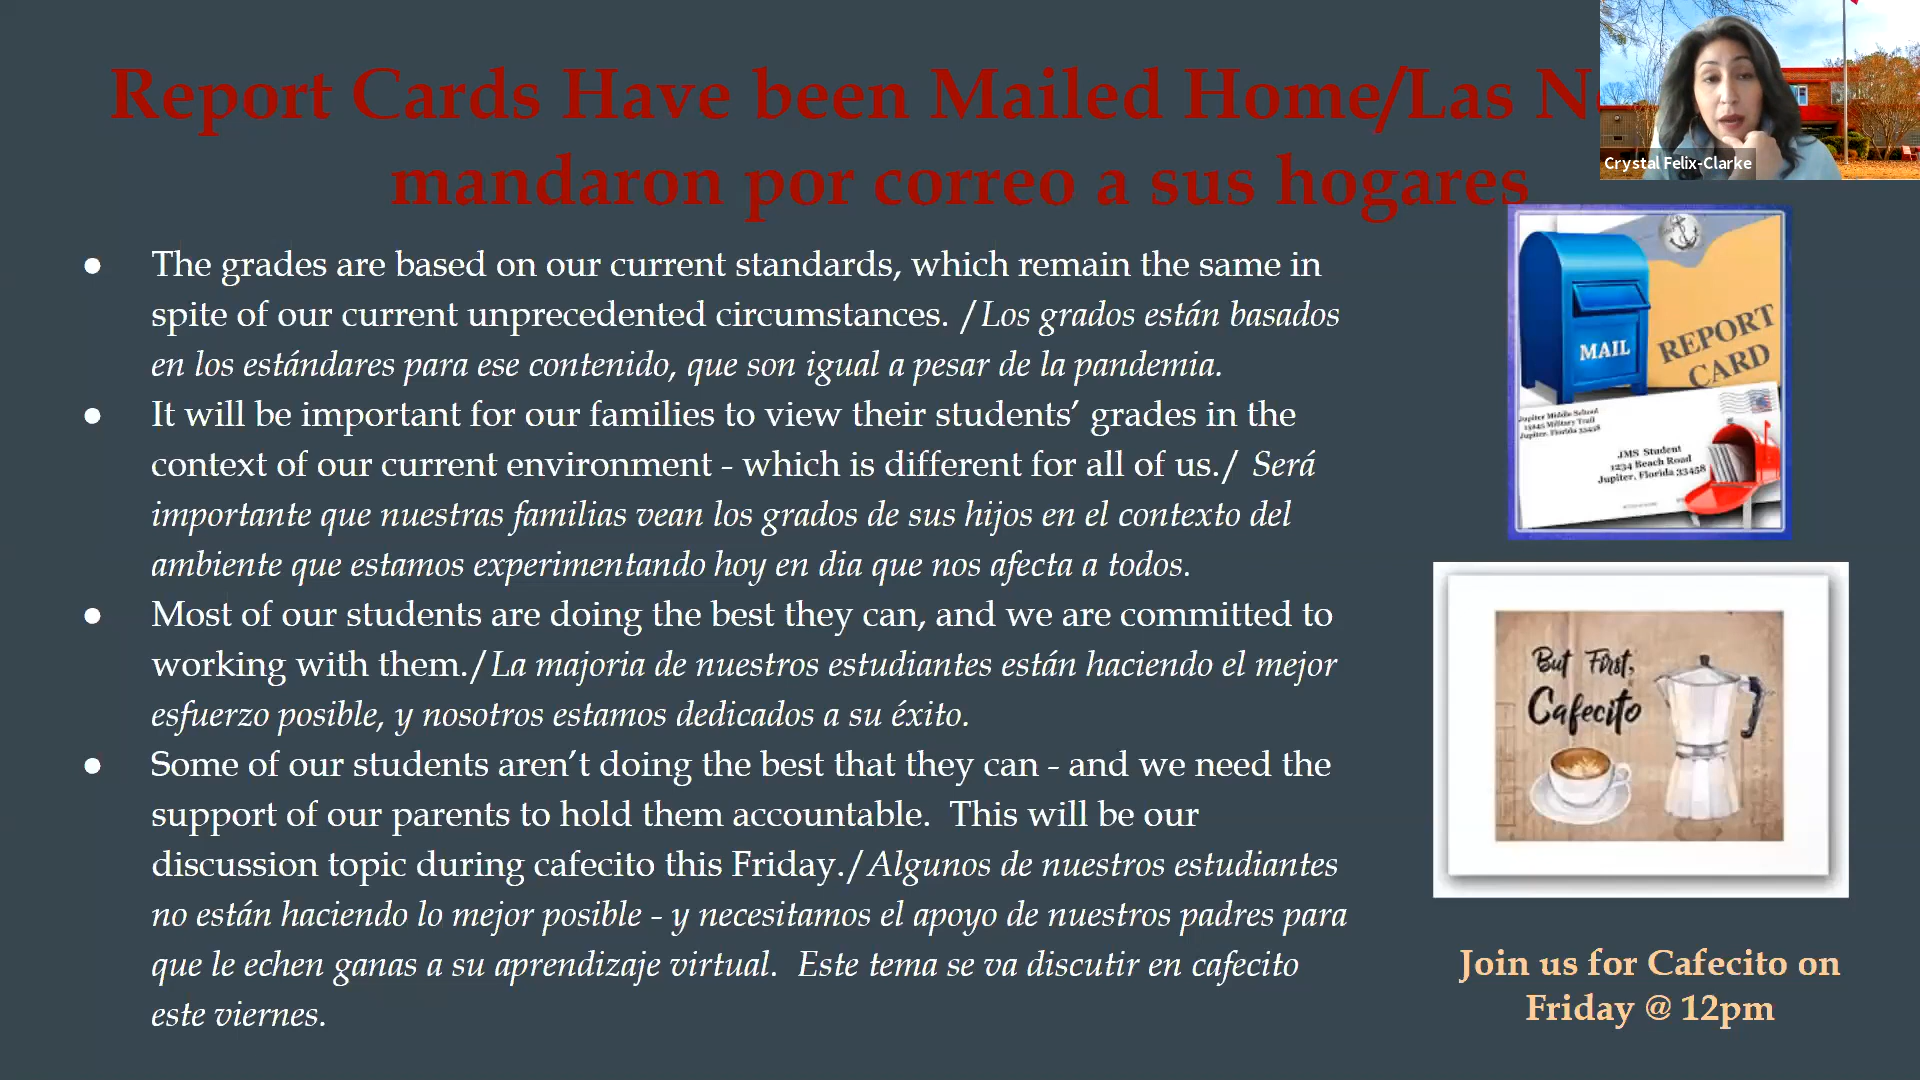 Report Cards Have been Mailed Home/Las
mandaron por correo a sus hogares
Crystal Felix-Clarke
● The grades are based on our current standards, which remain the same in
spite of our current unprecedented circumstances. /Los grados están basados
en los estándares para ese contenido, que son igual a pesar de la pandemia.
● It will be important for our families to view their students’ grades in the
context of our current environment - which is different for all of us./ Será
importante que nuestras familias vean los grados de sus hijos en el contexto del
ambiente que estamos experimentando hoy en dia que nos afecta a todos.
● Most of our students are doing the best they can, and we are committed to
working with them./La majoria de nuestros estudiantes están haciendo el mejor
esfuerzo posible, y nosotros estamos dedicados a su éxito.
● Some of our students aren’t doing the best that they can - and we need the
support of our parents to hold them accountable.  This will be our
discussion topic during cafecito this Friday./Algunos de nuestros estudiantes
no están haciendo lo mejor posible - y necesitamos el apoyo de nuestros padres para
que le echen ganas a su aprendizaje virtual.  Este tema se va discutir en cafecito
este viernes.
MAIL
REPORT
CARD
Jupiter Middle School
15245 Military Trail
Jupiter, Florida 33458
JMS Student
1234 Beach Road
Jupiter, Florida 33458
But First,
Cafecito
Join us for Cafecito on
Friday @ 12pm